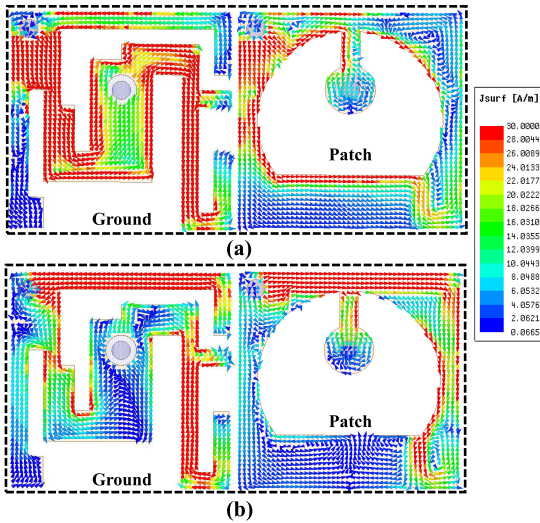 Jsurf [A/m]
30.0000
28.0044
26.0089
24.0133
22.0177
20.0222
18.0266
16.0310
14.0355
12.0399
10.0443
8.0488
6.0532
4.0576
2.0621
0.0665
Patch
Ground
(a)
Patch
Ground
(b)